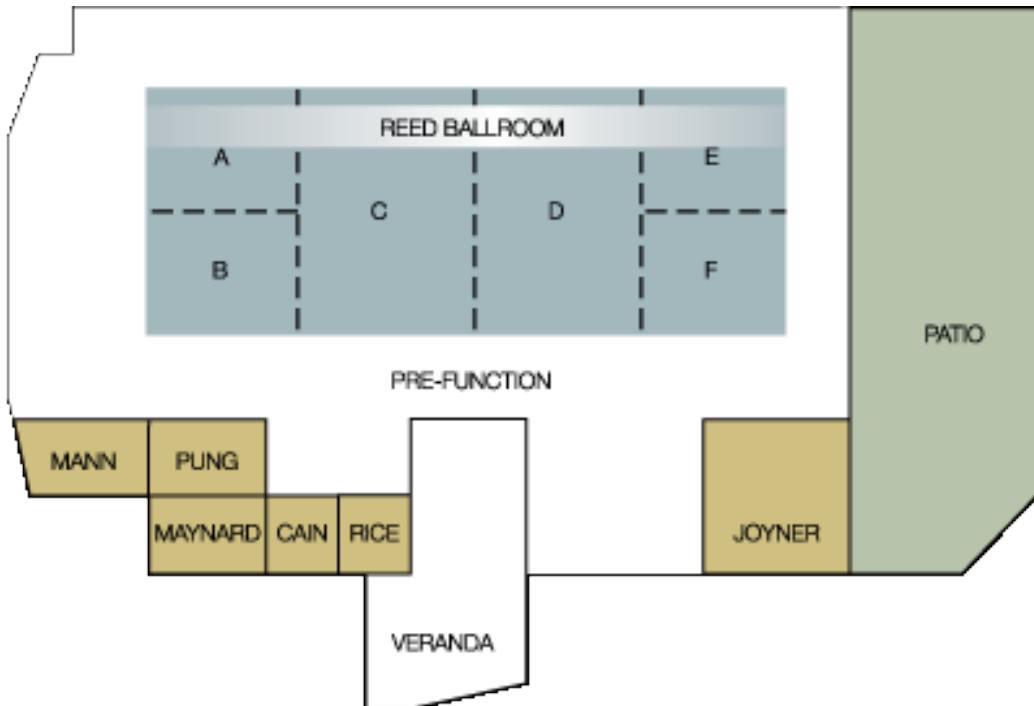 REED BALLROOM
A
E
C
D
B
F
PATIO
PRE-FUNCTION
MANN
PUNG
MAYNARD
CAIN
RICE
JOYNER
VERANDA